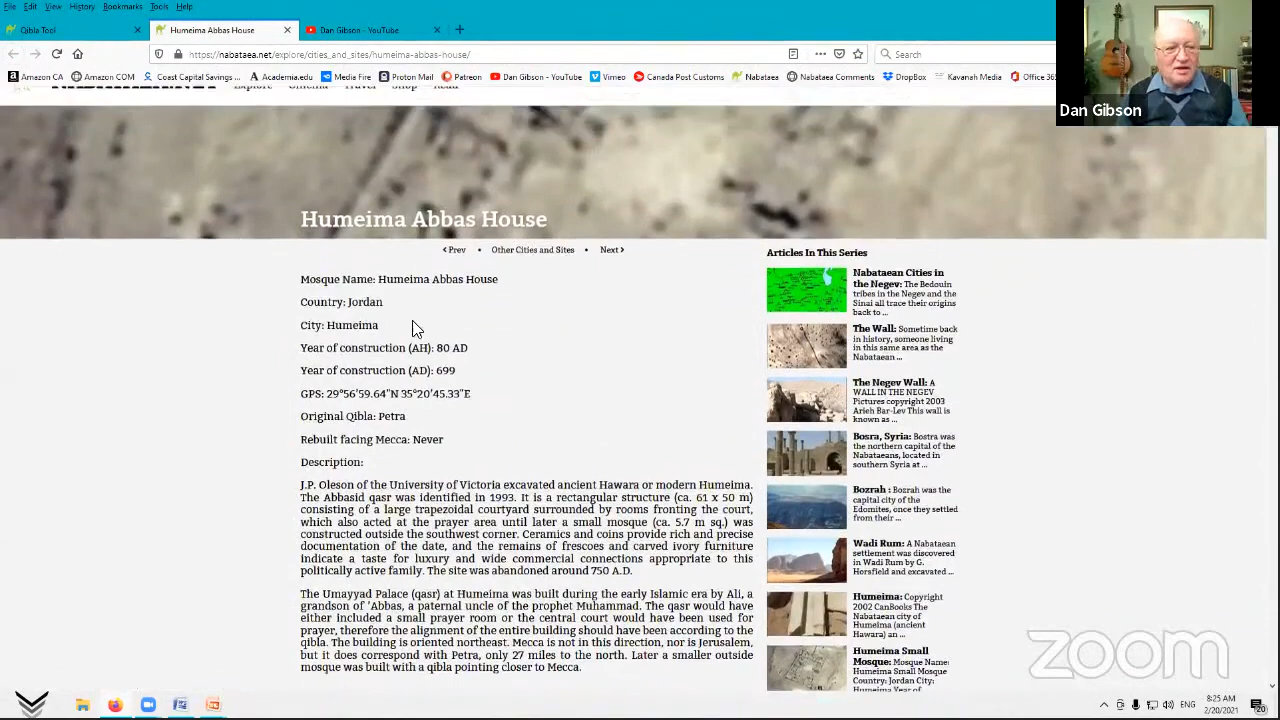 File Edit View History Bookmarks Tools Help
Qibla Tool
Humeima Abbas House
Dan Gibson - YouTube
https://nabataea.net/explore/cities_and_sites/humeima-abbas-house/
Search
Amazon CA Amazon COM Coast Capital Savings ... Academia.edu Media Fire Proton Mail Patreon Dan Gibson - YouTube Vimeo Canada Post Customs Nabataea Nabataea Comments DropBox Kavanah Media Office 365
Dan Gibson
Explore Cinema Travel Shop Read
Humeima Abbas House
Prev • Other Cities and Sites • Next
Mosque Name: Humeima Abbas House
Country: Jordan
City: Humeima
Year of construction (AH): 80 AD
Year of construction (AD): 699
GPS: 29°56'59.64"N 35°20'45.33"E
Original Qibla: Petra
Rebuilt facing Mecca: Never
Description:
J.P. Oleson of the University of Victoria excavated ancient Hawara or modern Humeima.
The Abbasid qasr was identified in 1993. It is a rectangular structure (ca. 61 x 50 m)
consisting of a large trapezoidal courtyard surrounded by rooms fronting the court,
which also acted at the prayer area until later a small mosque (ca. 5.7 m sq.) was
constructed outside the southwest corner. Ceramics and coins provide rich and precise
documentation of the date, and the remains of frescoes and carved ivory furniture
indicate a taste for luxury and wide commercial connections appropriate to this
politically active family. The site was abandoned around 750 A.D.
The Umayyad Palace (qasr) at Humeima was built during the early Islamic era by Ali, a
grandson of 'Abbas, a paternal uncle of the prophet Muhammad. The qasr would have
either included a small prayer room or the central court would have been used for
prayer, therefore the alignment of the entire building should have been according to the
qibla. The building is oriented northeast. Mecca is not in this direction, nor is Jerusalem,
but it does correspond with Petra, only 27 miles to the north. Later a smaller outside
mosque was built with a qibla pointing closer to Mecca.
Articles In This Series
Nabataean Cities in
the Negev: The Bedouin
tribes in the Negev and the
Sinai all trace their origins
back to ...
The Wall: Sometime back
in history, someone living
in this same area as the
Nabataean ...
The Negev Wall: A
WALL IN THE NEGEV
Pictures copyright 2003
Arieh Bar-Lev This wall is
known as ...
Bosra, Syria: Bostra was
the northern capital of the
Nabataeans, located in
southern Syria at ...
Bozrah : Bozrah was the
capital city of the
Edomites, once they settled
from their ...
Wadi Rum: A Nabataean
settlement was discovered
in Wadi Rum by G.
Horsfield and excavated ...
Humeima: Copyright
2002 CanBooks The
Nabataean city of
Humeima (ancient
Hawara) an ...
Humeima Small
Mosque: Mosque Name:
Humeima Small Mosque
Country: Jordan City:
Humeima Year of
zoom
ENG
8:25 AM
2/20/2021
20